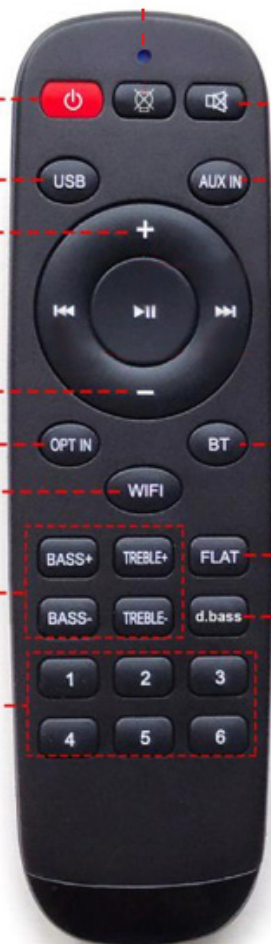 USB AUX IN
+
−
OPT IN BT
WIFI
BASS+ TREBLE+ FLAT
BASS- TREBLE- d.bass
1 2 3
4 5 6